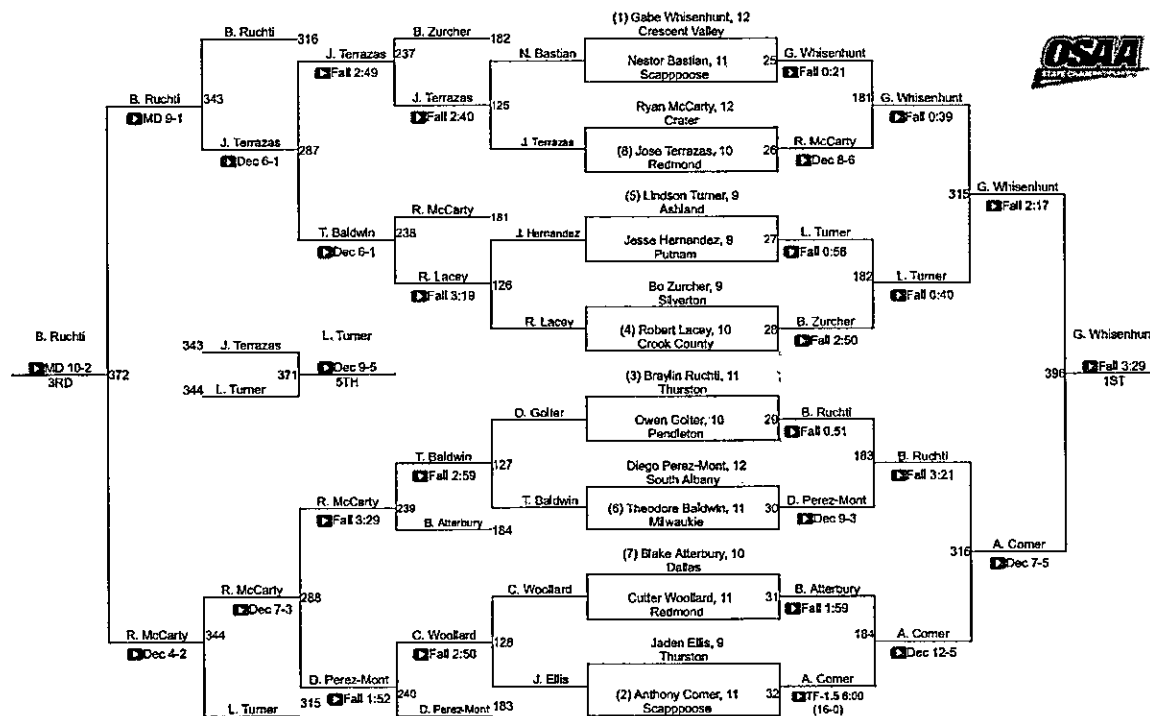 OSAA
STATE CHAMPIONSHIPS
(1) Gabe Whisenhunt, 12
Crescent Valley
Nestor Bastian, 11
Scapppoose
25
Ryan McCarty, 12
Crater
(8) Jose Terrazas, 10
Redmond
26
(5) Lindson Turner, 9
Ashland
Jesse Hernandez, 9
Putnam
27
Bo Zurcher, 9
Silverton
(4) Robert Lacey, 10
Crook County
28
(3) Braylin Ruchti, 11
Thurston
Owen Golter, 10
Pendleton
29
Diego Perez-Mont, 12
South Albany
(6) Theodore Baldwin, 11
Milwaukie
30
(7) Blake Atterbury, 10
Dallas
Cutter Woollard, 11
Redmond
31
Jaden Ellis, 9
Thurston
(2) Anthony Comer, 11
Scapppoose
32
G. Whisenhunt
Fall 0:21
R. McCarty
Dec 8-6
L. Turner
Fall 0:56
B. Zurcher
Fall 2:50
B. Ruchti
Fall 0:51
D. Perez-Mont
Dec 9-3
B. Atterbury
Fall 1:59
A. Comer
TF-1.5 6:00
(16-0)
181
G. Whisenhunt
Fall 0:39
182
L. Turner
Fall 0:40
183
B. Ruchti
Fall 3:21
184
A. Comer
Dec 12-5
315
G. Whisenhunt
Fall 2:17
316
A. Comer
Dec 7-5
396
G. Whisenhunt
Fall 3:29
1ST
N. Bastian
125
J. Terrazas
J. Hernandez
126
R. Lacey
D. Golter
127
T. Baldwin
C. Woollard
128
J. Ellis
B. Zurcher
182
237
J. Terrazas
Fall 2:40
R. McCarty
181
238
R. Lacey
Fall 3:19
T. Baldwin
Fall 2:59
239
B. Atterbury
184
C. Woollard
Fall 2:50
240
D. Perez-Mont
183
J. Terrazas
Fall 2:49
287
T. Baldwin
Dec 6-1
R. McCarty
Fall 3:29
288
D. Perez-Mont
Fall 1:52
B. Ruchti
316
343
J. Terrazas
Dec 6-1
R. McCarty
Dec 7-3
344
L. Turner
315
B. Ruchti
MD 9-1
372
R. McCarty
Dec 4-2
B. Ruchti
MD 10-2
3RD
343
J. Terrazas
371
344
L. Turner
L. Turner
Dec 9-5
5TH